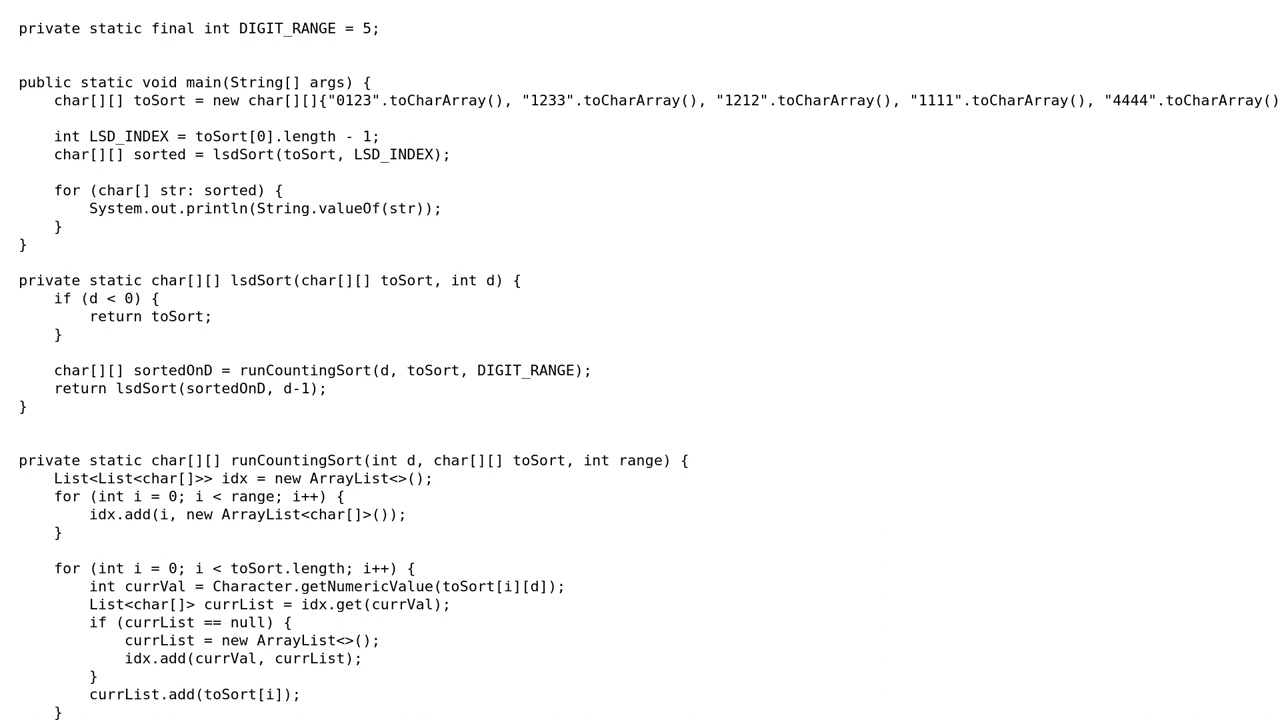 private static final int DIGIT_RANGE = 5;
public static void main(String[] args) {
char[][] toSort = new char[][]{"0123".toCharArray(), "1233".toCharArray(), "1212".toCharArray(), "1111".toCharArray(), "4444".toCharArray()
int LSD_INDEX = toSort[0].length - 1;
char[][] sorted = lsdSort(toSort, LSD_INDEX);
for (char[] str: sorted) {
System.out.println(String.valueOf(str));
}
}
private static char[][] lsdSort(char[][] toSort, int d) {
if (d < 0) {
return toSort;
}
char[][] sortedOnD = runCountingSort(d, toSort, DIGIT_RANGE);
return lsdSort(sortedOnD, d-1);
}
private static char[][] runCountingSort(int d, char[][] toSort, int range) {
List<List<char[]>> idx = new ArrayList<>();
for (int i = 0; i < range; i++) {
idx.add(i, new ArrayList<char[]>());
}
for (int i = 0; i < toSort.length; i++) {
int currVal = Character.getNumericValue(toSort[i][d]);
List<char[]> currList = idx.get(currVal);
if (currList == null) {
currList = new ArrayList<>();
idx.add(currVal, currList);
}
currList.add(toSort[i]);
}